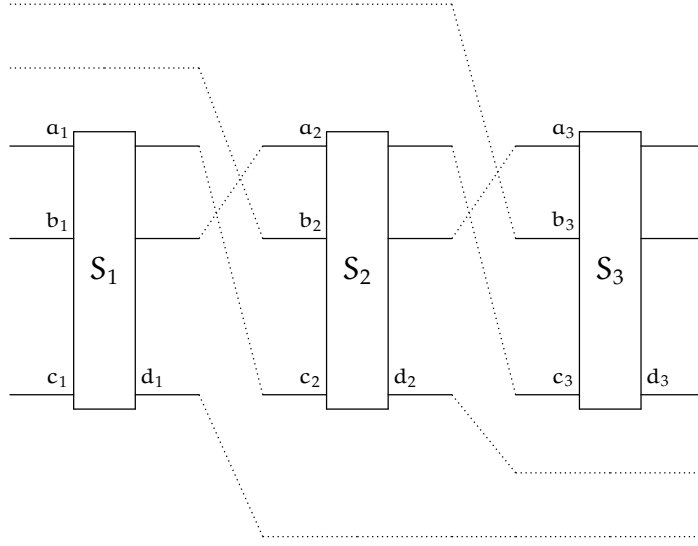 a₁ a₂ a₃
b₁ b₂ b₃
S₁ S₂ S₃
c₁ d₁ c₂ d₂ c₃ d₃